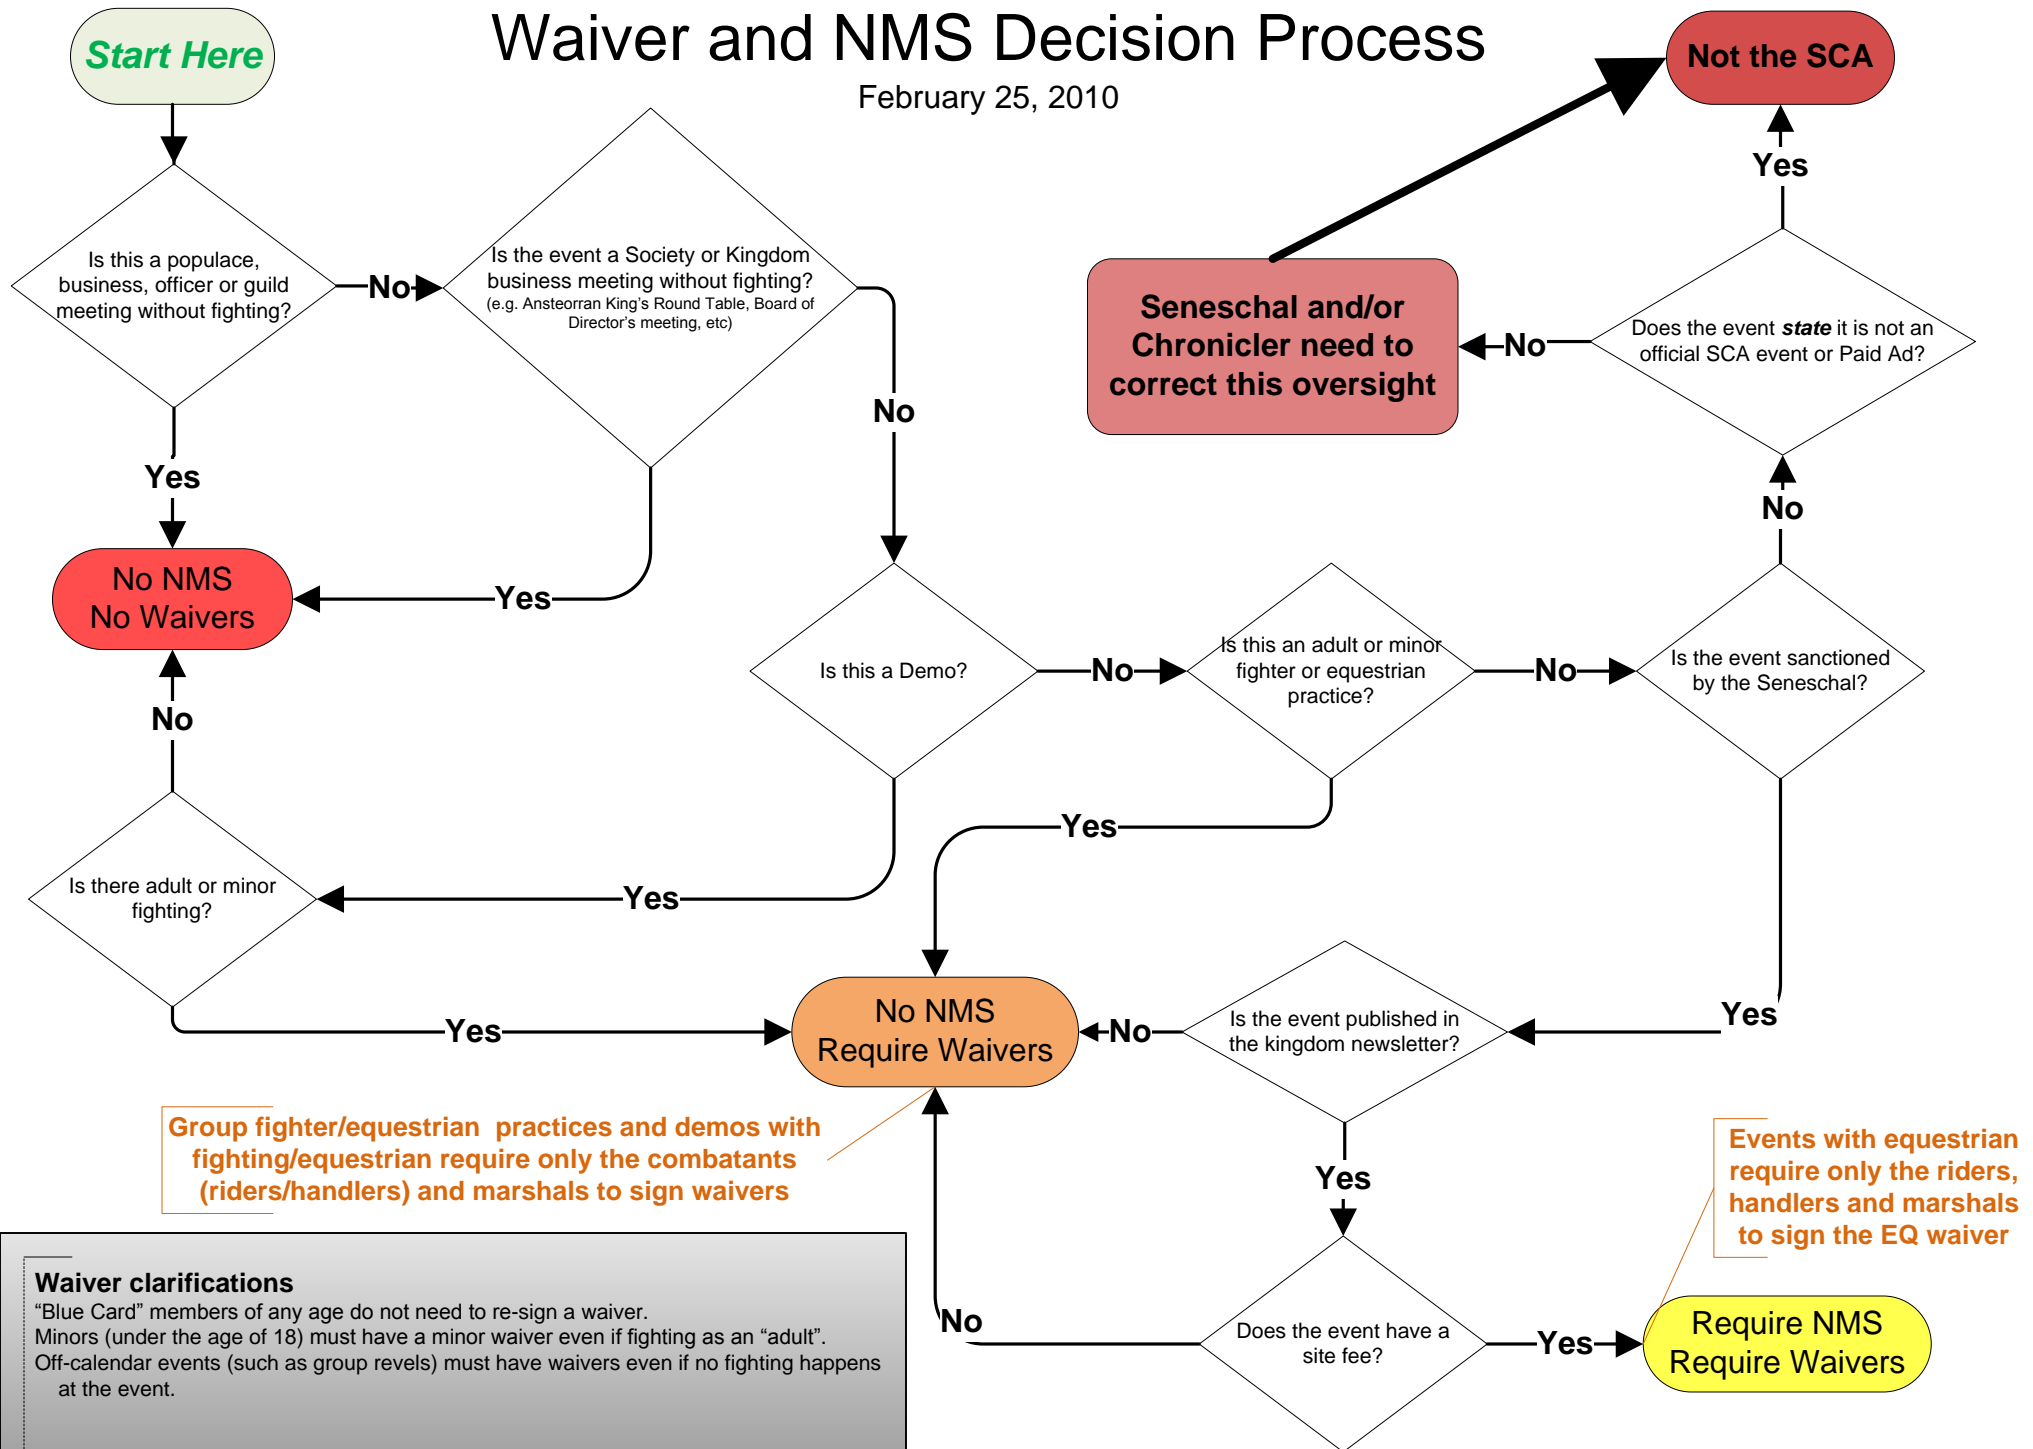 Waiver and NMS Decision Process
February 25, 2010
Start Here
Not the SCA
Yes
Is this a populace,
business, officer or guild
meeting without fighting?
No
Is the event a Society or Kingdom
business meeting without fighting?
(e.g. Ansteorran King's Round Table, Board of
Director's meeting, etc)
No
Seneschal and/or
Chronicler need to
correct this oversight
No
Does the event state it is not an
official SCA event or Paid Ad?
Yes
No
No NMS
No Waivers
Yes
No
Is this a Demo?
No
Is this an adult or minor
fighter or equestrian
practice?
No
Is the event sanctioned
by the Seneschal?
Yes
Is there adult or minor
fighting?
Yes
Yes
No NMS
Require Waivers
No
Is the event published in
the kingdom newsletter?
Yes
Group fighter/equestrian  practices and demos with
fighting/equestrian require only the combatants
(riders/handlers) and marshals to sign waivers
Yes
Events with equestrian
require only the riders,
handlers and marshals
to sign the EQ waiver
Waiver clarifications
“Blue Card” members of any age do not need to re-sign a waiver.
Minors (under the age of 18) must have a minor waiver even if fighting as an “adult”.
Off-calendar events (such as group revels) must have waivers even if no fighting happens
at the event.
No
Does the event have a
site fee?
Yes
Require NMS
Require Waivers